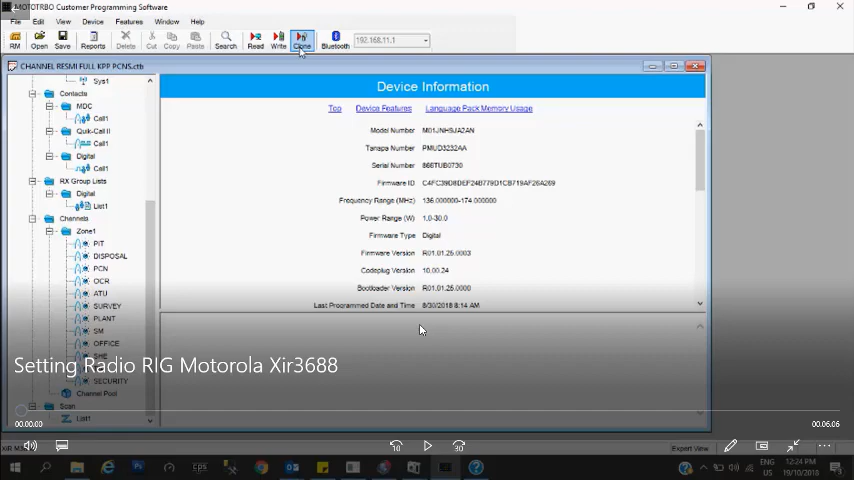 MOTOTRBO Customer Programming Software
File Edit View Device Features Window Help
RM Open Save Reports Delete Cut Copy Paste Search Read Write Clone Bluetooth 192.168.11.1
CHANNEL RESMI FULL KPP PCNS.ctb
Sys1
Contacts
MDC
Call1
Quik-Call II
Call1
Digital
Call1
RX Group Lists
Digital
List1
Channels
Zone1
PIT
DISPOSAL
PCN
OCR
ATU
SURVEY
PLANT
SM
OFFICE
SHE
SECURITY
Channel Pool
Scan
List1
Device Information
Top Device Features Language Pack Memory Usage
Model Number M01JNH9JA2AN
Tanapa Number PMUD3232AA
Serial Number 866TUB0730
Firmware ID C4FC39D8DEF24B779D1CB719AF26A269
Frequency Range (MHz) 136.000000-174.000000
Power Range (W) 1.0-30.0
Firmware Type Digital
Firmware Version R01.01.25.0003
Codeplug Version 10.00.24
Bootloader Version R01.01.25.0000
Last Programmed Date and Time 8/30/2018 8:14 AM
Setting Radio RIG Motorola Xir3688
00.00.00
00.06.06
10
30
Expert View
ENG
US
12:24 PM
19/10/2018